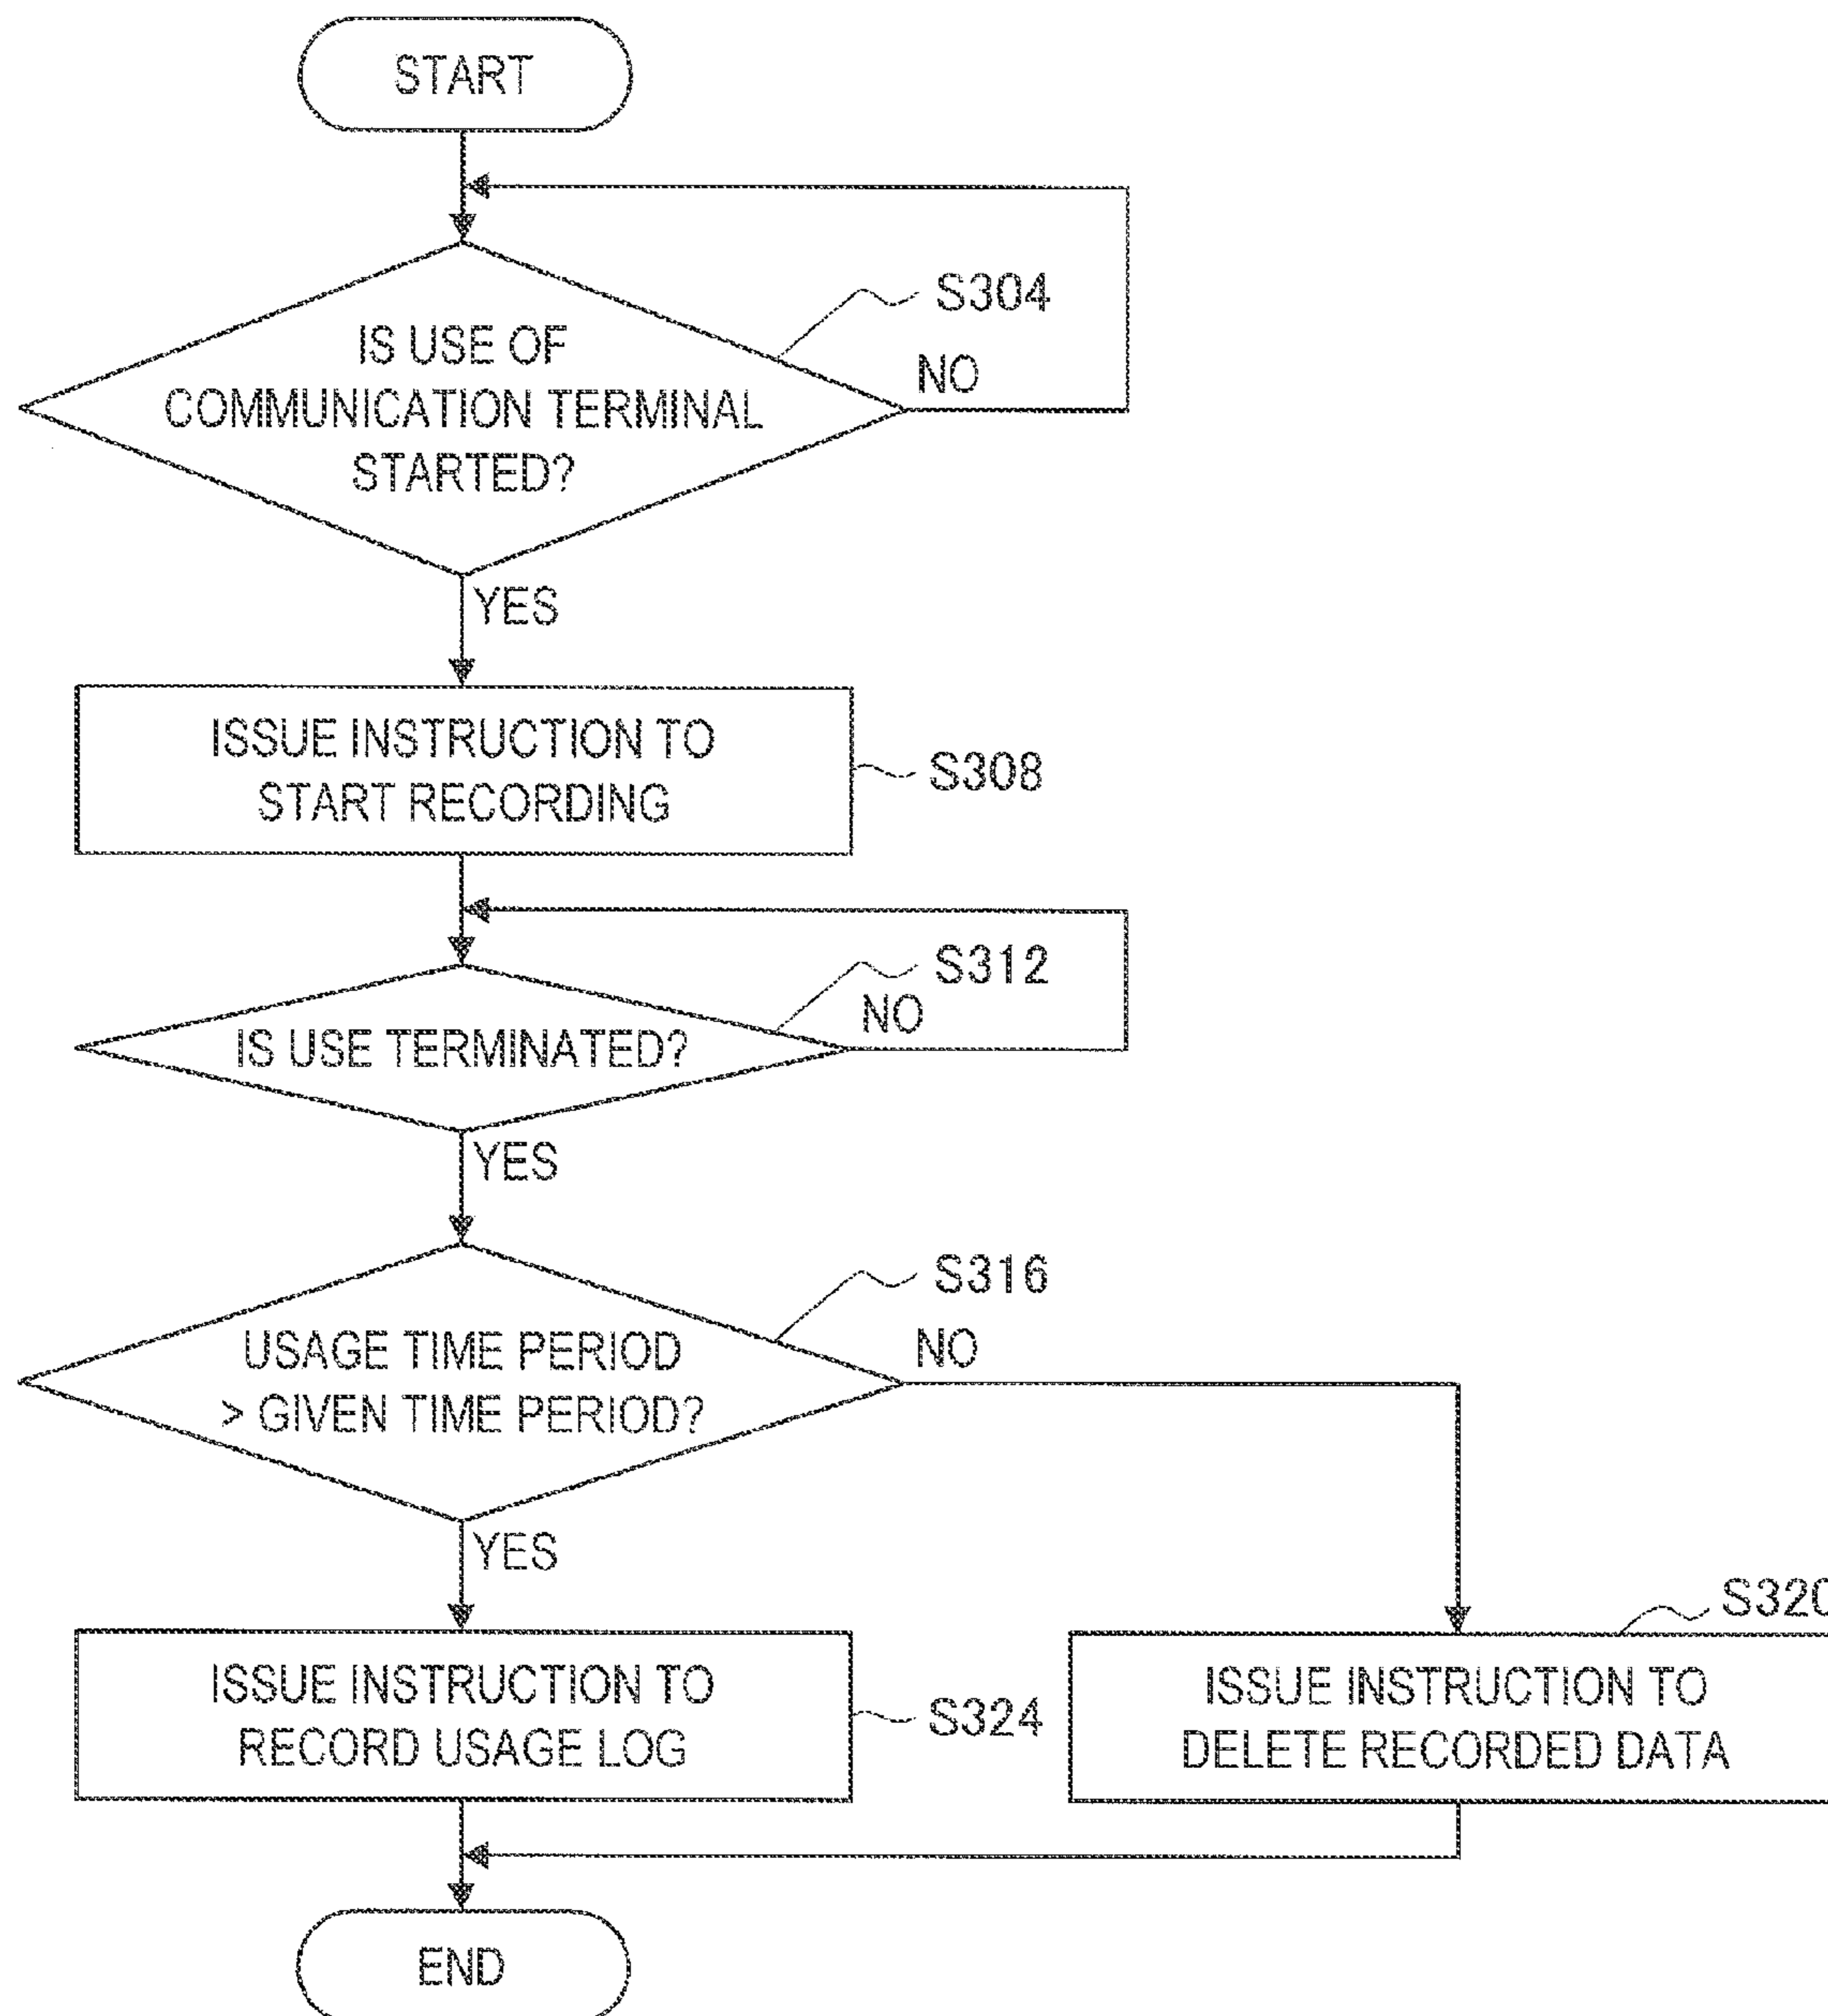 START
S304
IS USE OF
COMMUNICATION TERMINAL
STARTED?
NO
YES
ISSUE INSTRUCTION TO
START RECORDING
S308
S312
IS USE TERMINATED?
NO
YES
S316
USAGE TIME PERIOD
> GIVEN TIME PERIOD?
NO
YES
ISSUE INSTRUCTION TO
RECORD USAGE LOG
S324
S320
ISSUE INSTRUCTION TO
DELETE RECORDED DATA
END